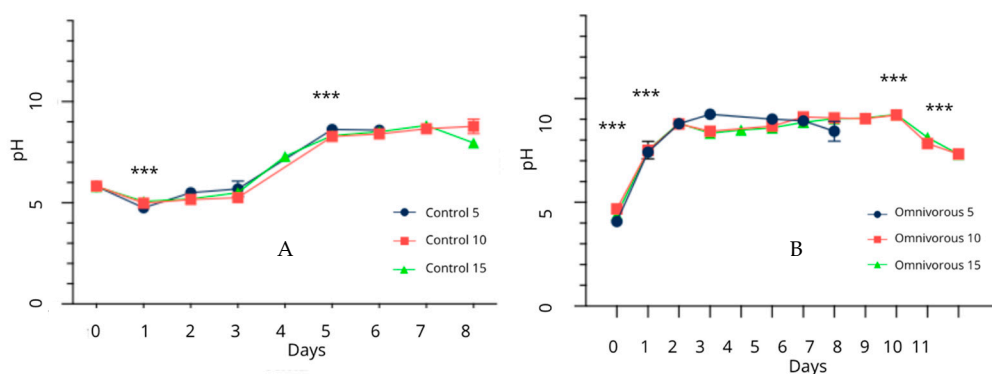 ***
***
pH
10
5
0
Control 5
Control 10
Control 15
A
0 1 2 3 4 5 6 7 8
Days
***
***
***
***
pH
10
5
0
Omnivorous 5
Omnivorous 10
Omnivorous 15
B
0 1 2 3 4 5 6 7 8 9 10 11
Days